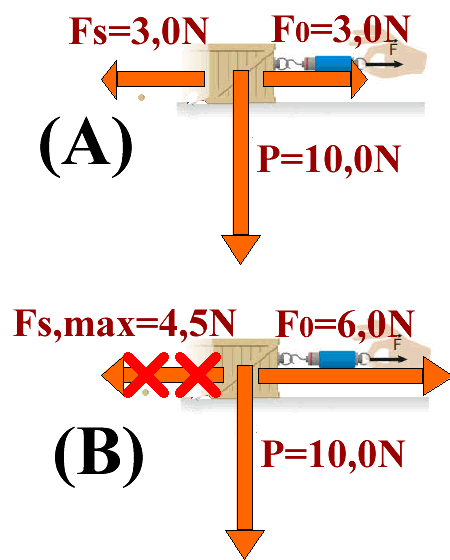 Fs=3,0N F0=3,0N
F
(A)
P=10,0N
Fs,max=4,5N F0=6,0N
F
(B)
P=10,0N